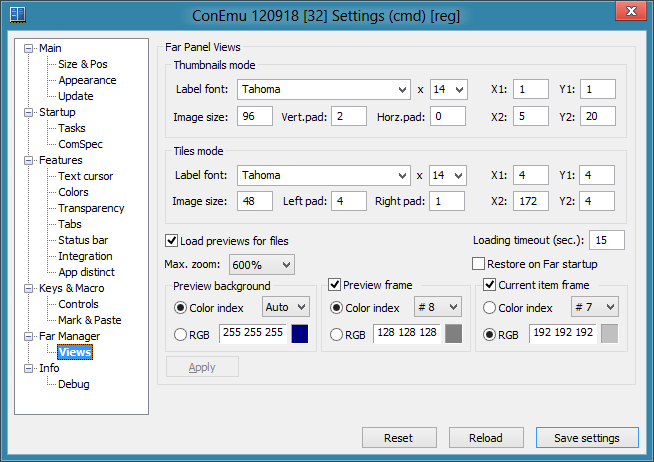 ConEmu 120918 [32] Settings (cmd) [reg]
Main
Size & Pos
Appearance
Update
Startup
Tasks
ComSpec
Features
Text cursor
Colors
Transparency
Tabs
Status bar
Integration
App distinct
Keys & Macro
Controls
Mark & Paste
Far Manager
Views
Info
Debug
Far Panel Views
Thumbnails mode
Label font: Tahoma x 14 X1: 1 Y1: 1
Image size: 96 Vert.pad: 2 Horz.pad: 0 X2: 5 Y2: 20
Tiles mode
Label font: Tahoma x 14 X1: 4 Y1: 4
Image size: 48 Left pad: 4 Right pad: 1 X2: 172 Y2: 4
Load previews for files Loading timeout (sec.): 15
Max. zoom: 600% Restore on Far startup
Preview background Preview frame Current item frame
Color index Auto Color index # 8 Color index # 7
RGB 255 255 255 RGB 128 128 128 RGB 192 192 192
Apply
Reset Reload Save settings